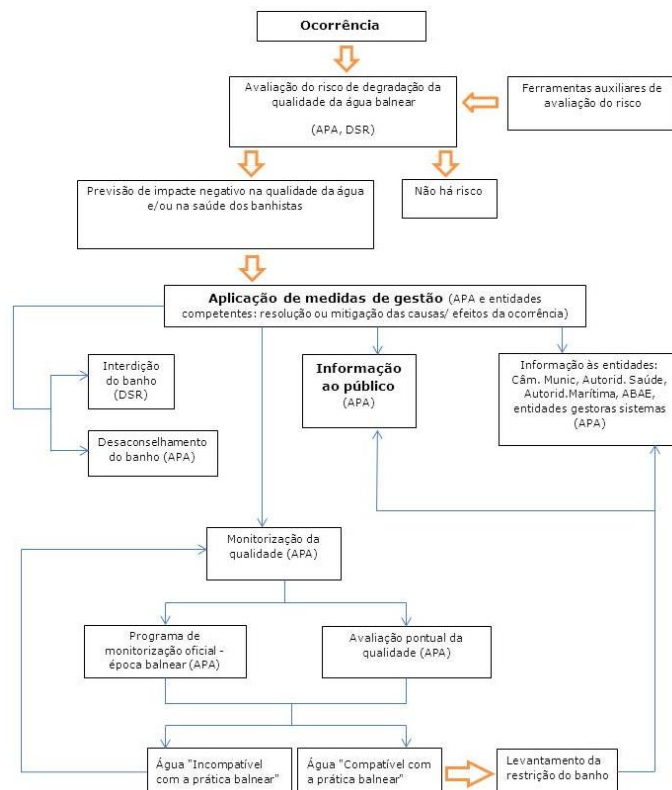 Ocorrência
Avaliação do risco de degradação da
qualidade da água balnear
(APA, DSR)
Ferramentas auxiliares de
avaliação do risco
Previsão de impacte negativo na qualidade da água
e/ou na saúde dos banhistas
Não há risco
Aplicação de medidas de gestão (APA e entidades
competentes: resolução ou mitigação das causas/ efeitos da ocorrência)
Interdição
do banho
(DSR)
Desaconselhamento
do banho (APA)
Informação
ao público
(APA)
Informação às entidades:
Câm. Munic, Autorid. Saúde,
Autorid.Marítima, ABAE,
entidades gestoras sistemas
(APA)
Monitorização da
qualidade (APA)
Programa de
monitorização oficial -
época balnear (APA)
Avaliação pontual da
qualidade (APA)
Água "Incompatível
com a prática balnear"
Água "Compatível com
a prática balnear"
Levantamento da
restrição do banho